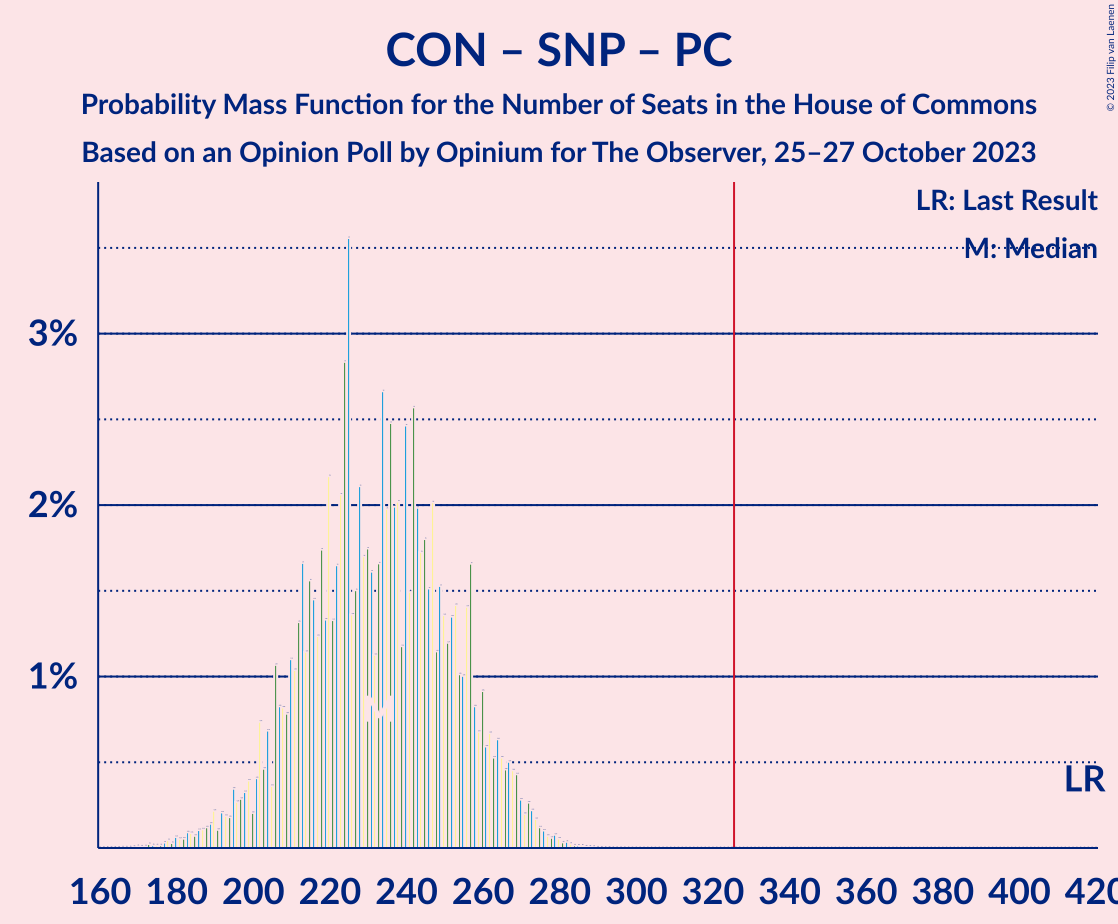 CON – SNP – PC
Probability Mass Function for the Number of Seats in the House of Commons
Based on an Opinion Poll by Opinium for The Observer, 25–27 October 2023
© 2023 Filip van Laenen
LR: Last Result
M: Median
3%
2%
1%
M
LR
160 180 200 220 240 260 280 300 320 340 360 380 400 420